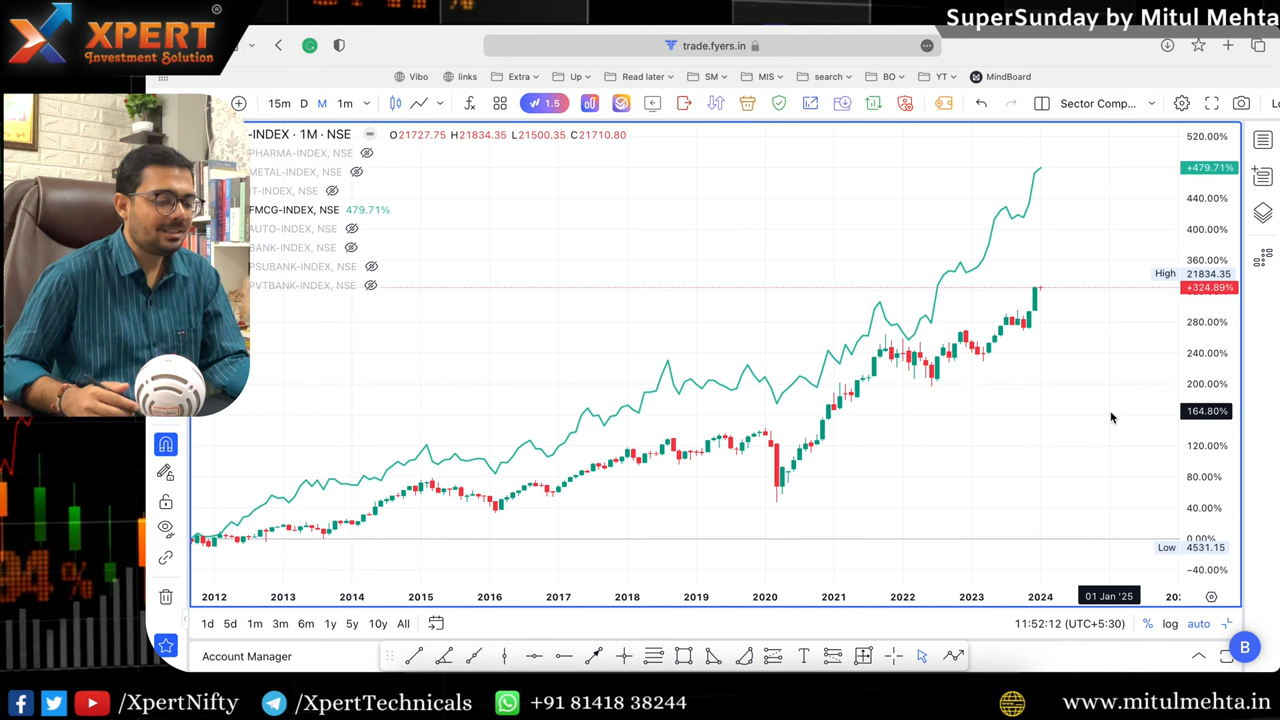 SuperSunday by Mitul Mehta
XPERT
Investment Solution
®
trade.fyers.in
Vibo links Extra Up Read later SM MIS search BO YT MindBoard
15m D M 1m 1.5 Sector Comp...
-INDEX · 1M · NSE O21727.75 H21834.35 L21500.35 C21710.80
PHARMA-INDEX, NSE
METAL-INDEX, NSE
IT-INDEX, NSE
FMCG-INDEX, NSE 479.71%
AUTO-INDEX, NSE
BANK-INDEX, NSE
PSUBANK-INDEX, NSE
PVTBANK-INDEX, NSE
520.00%
+479.71%
440.00%
400.00%
360.00%
High 21834.35
+324.89%
280.00%
240.00%
200.00%
164.80%
120.00%
80.00%
40.00%
0.00%
Low 4531.15
−40.00%
2012 2013 2014 2015 2016 2017 2018 2019 2020 2021 2022 2023 2024 01 Jan '25
1d 5d 1m 3m 6m 1y 5y 10y All 11:52:12 (UTC+5:30) % log auto
B
Account Manager T
/XpertNifty /XpertTechnicals +91 81418 38244 www.mitulmehta.in